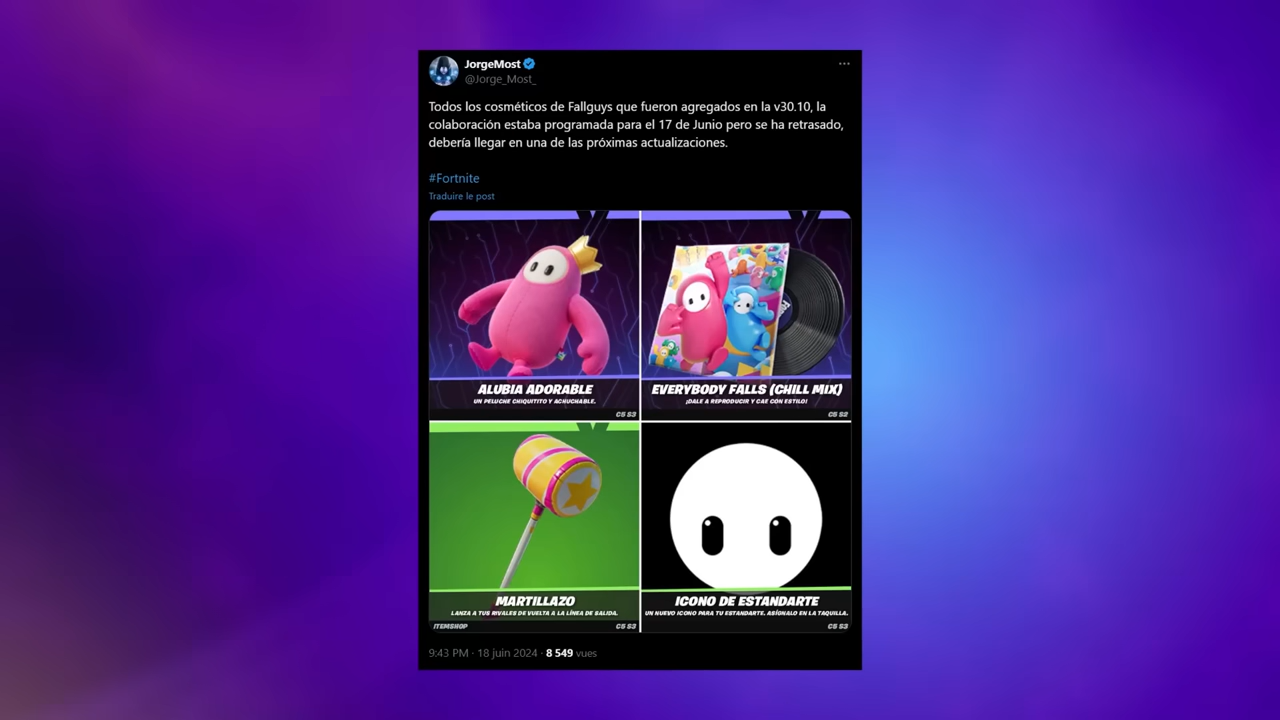 JorgeMost
@Jorge_Most_
Todos los cosméticos de Fallguys que fueron agregados en la v30.10, la
colaboración estaba programada para el 17 de Junio pero se ha retrasado,
debería llegar en una de las próximas actualizaciones.
#Fortnite
Traduire le post
ALUBIA ADORABLE
UN PELUCHE CHIQUITITO Y ACHUCHABLE.
C5 S3
EVERYBODY FALLS (CHILL MIX)
¡DALE A REPRODUCIR Y CAE CON ESTILO!
C5 S2
MARTILLAZO
LANZA A TUS RIVALES DE VUELTA A LA LÍNEA DE SALIDA.
ITEMSHOP
C5 S3
ICONO DE ESTANDARTE
UN NUEVO ICONO PARA TU ESTANDARTE. ASÍGNALO EN LA TAQUILLA.
C5 S3
9:43 PM · 18 juin 2024 · 8 549 vues